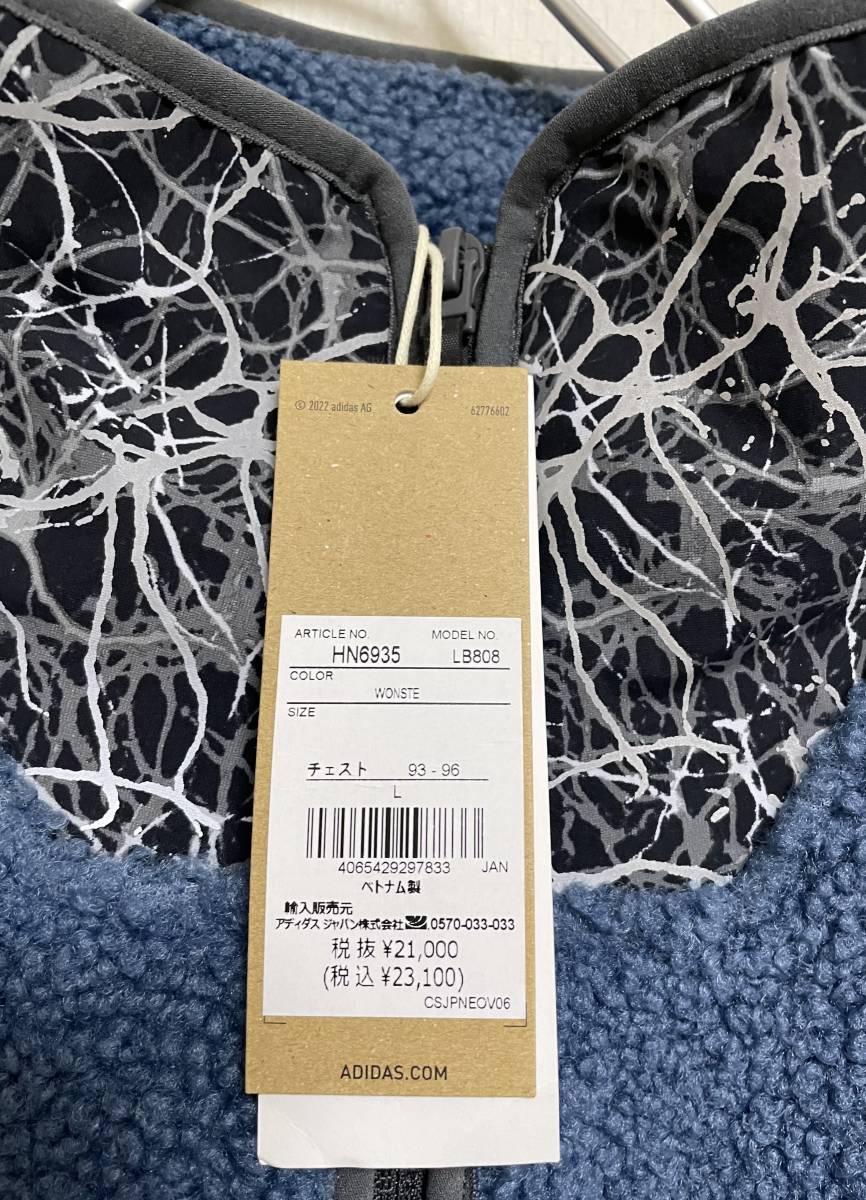 © 2022 adidas AG 62776602
ARTICLE NO. MODEL NO.
HN6935 LB808
COLOR
WONSTE
SIZE
チェスト 93 - 96
L
4065429297833 JAN
ベトナム製
輸入販売元
アディダス ジャパン株式会社 0570-033-033
税抜 ¥21,000
(税込 ¥23,100)
CSJPNEOV06
ADIDAS.COM